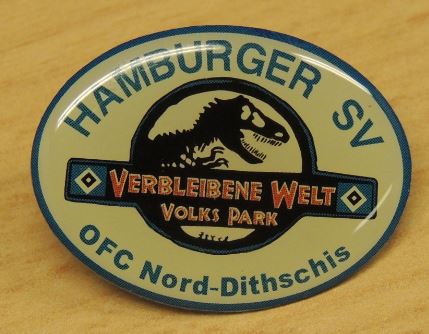 HAMBURGER SV
VERBLEIBENE WELT
VOLKS PARK
OFC Nord-Dithschis